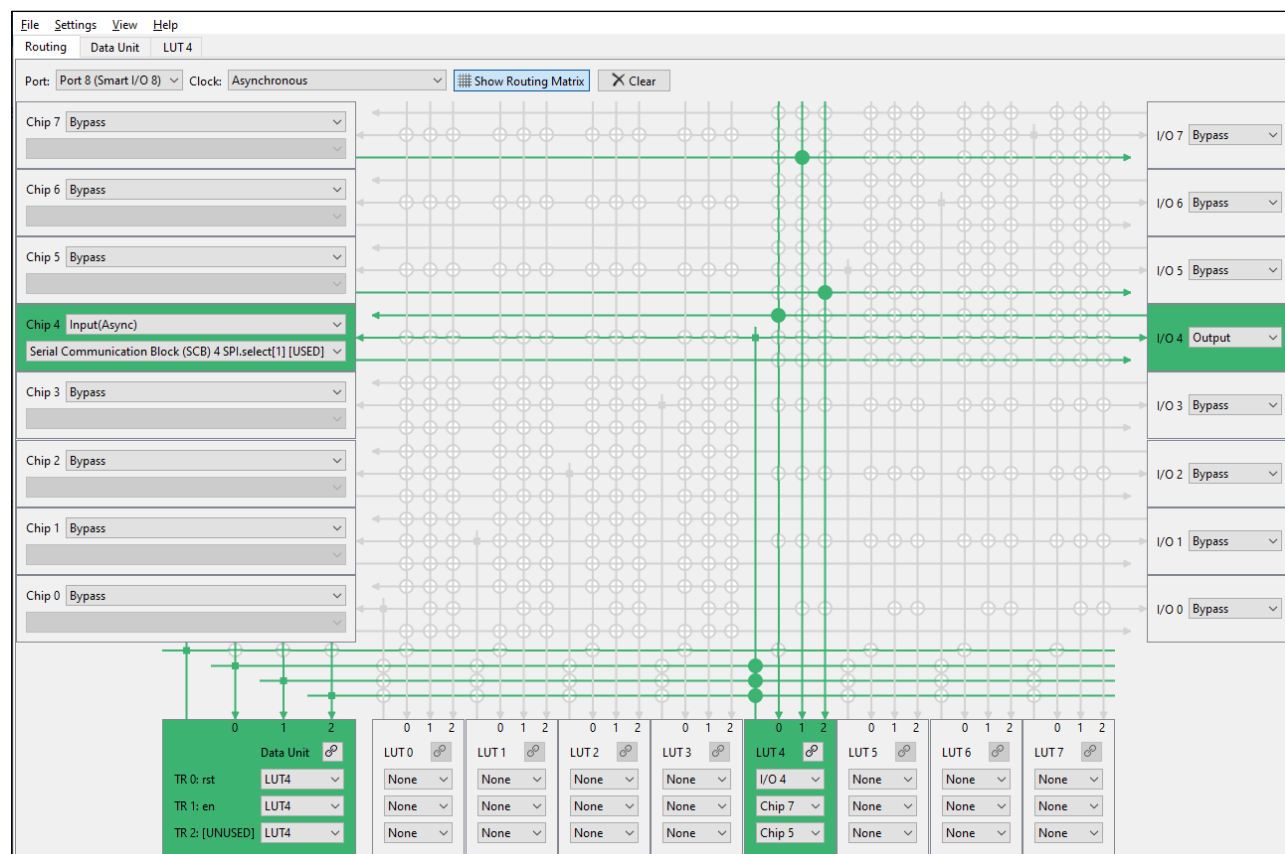 File Settings View Help
Routing Data Unit LUT 4
Port: Port 8 (Smart I/O 8) Clock: Asynchronous Show Routing Matrix Clear
Chip 7 Bypass
I/O 7 Bypass
Chip 6 Bypass
I/O 6 Bypass
Chip 5 Bypass
I/O 5 Bypass
Chip 4 Input(Async)
Serial Communication Block (SCB) 4 SPI.select[1] [USED]
I/O 4 Output
Chip 3 Bypass
I/O 3 Bypass
Chip 2 Bypass
I/O 2 Bypass
Chip 1 Bypass
I/O 1 Bypass
Chip 0 Bypass
I/O 0 Bypass
0 1 2 0 1 2 0 1 2 0 1 2 0 1 2 0 1 2 0 1 2 0 1 2 0 1 2
Data Unit LUT 0 LUT 1 LUT 2 LUT 3 LUT 4 LUT 5 LUT 6 LUT 7
TR 0: rst LUT4 None None None None I/O 4 None None None
TR 1: en LUT4 None None None None Chip 7 None None None
TR 2: [UNUSED] LUT4 None None None None Chip 5 None None None